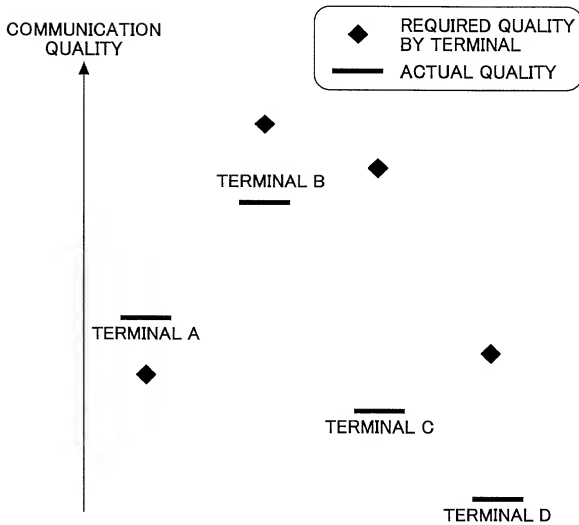 COMMUNICATION
QUALITY
REQUIRED QUALITY
BY TERMINAL
ACTUAL QUALITY
TERMINAL B
TERMINAL A
TERMINAL C
TERMINAL D